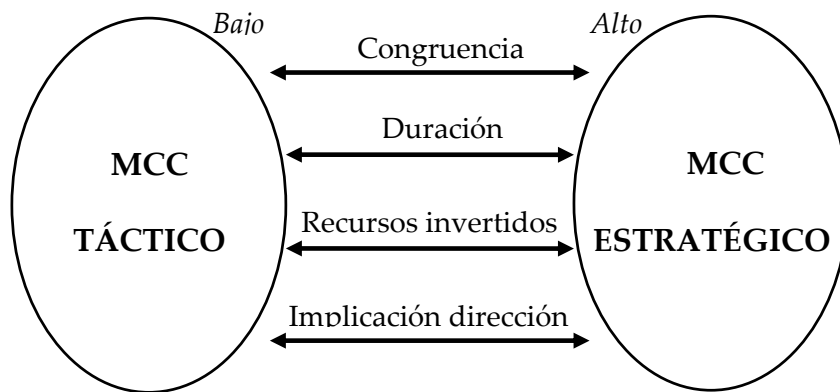 Bajo
Alto
Congruencia
Duración
MCC
TÁCTICO
MCC
ESTRATÉGICO
Recursos invertidos
Implicación dirección